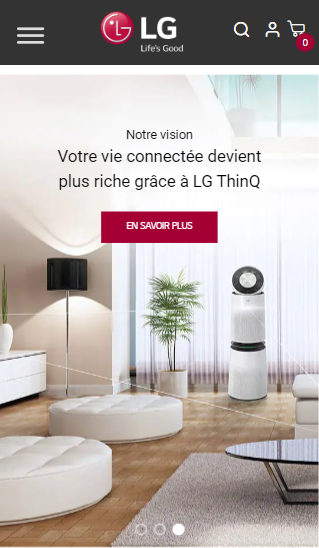 LG
Life's Good
0
Notre vision
Votre vie connectée devient
plus riche grâce à LG ThinQ
EN SAVOIR PLUS